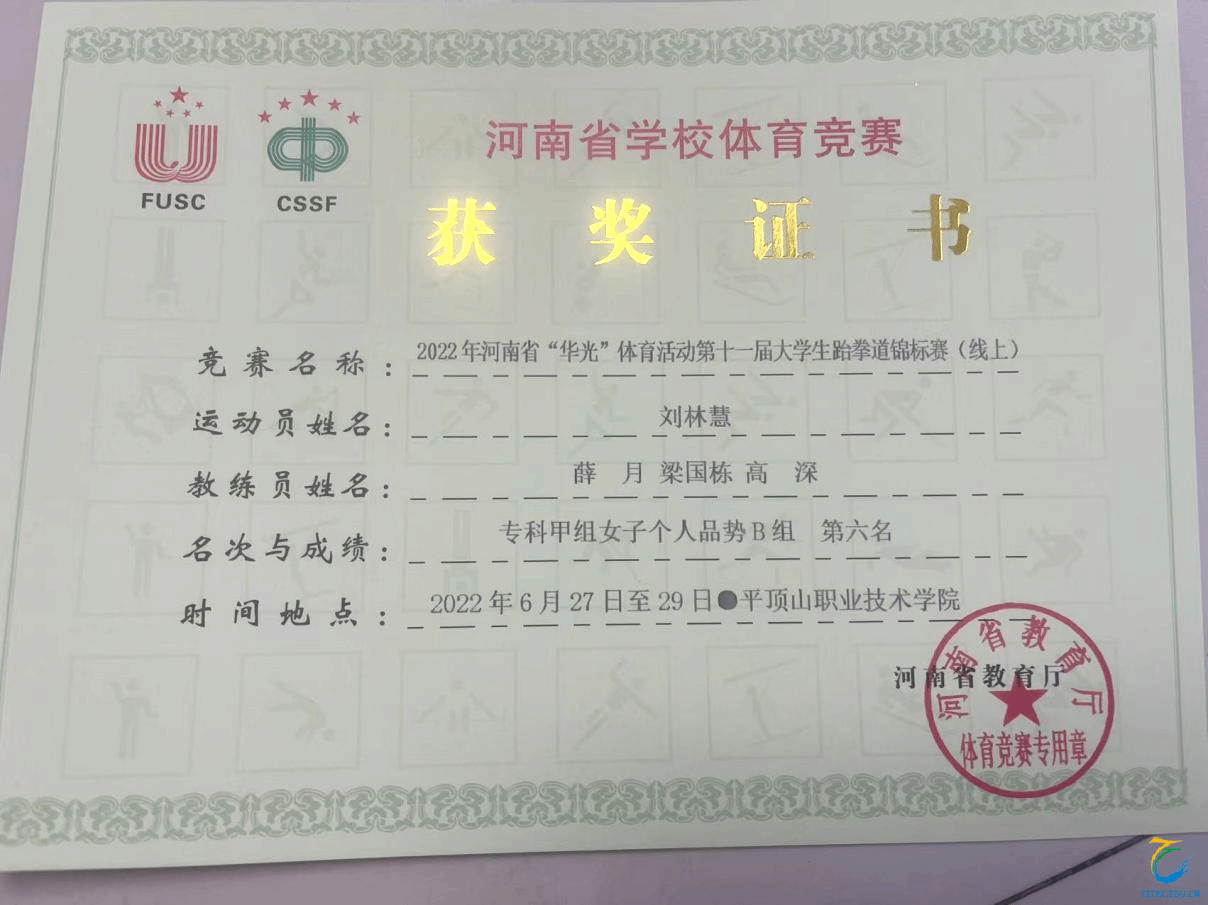 FUSC
CSSF
河南省学校体育竞赛
获奖证书
竞赛名称：2022年河南省“华光”体育活动第十一届大学生跆拳道锦标赛（线上）
运动员姓名：刘林慧
教练员姓名：薛　月 梁国栋 高　深
名次与成绩：专科甲组女子个人品势B组　第六名
时间地点：2022年6月27日至29日●平顶山职业技术学院
河南省教育厅
河南省教育厅
体育竞赛专用章